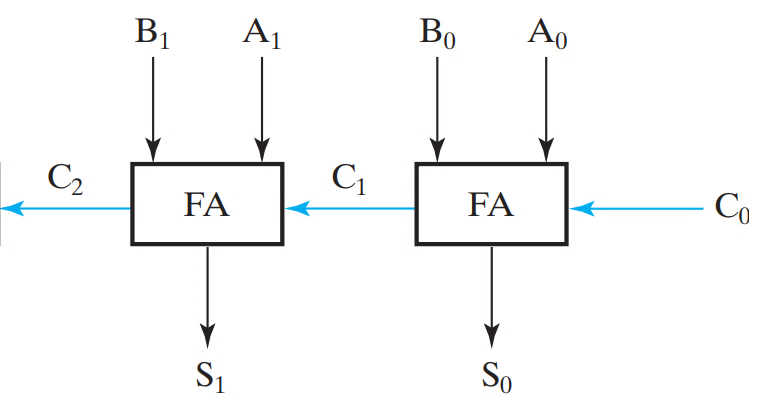 B₁ A₁ B₀ A₀
C₂ FA C₁ FA C₀
S₁ S₀